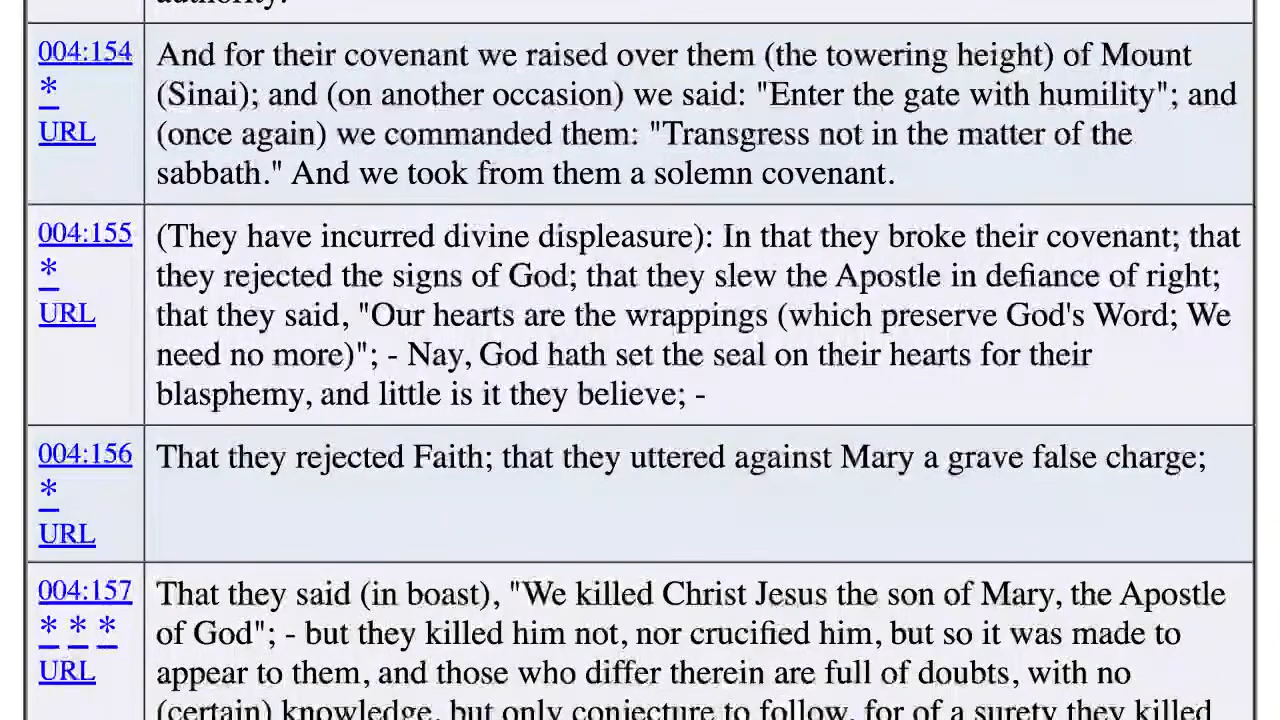 authority.
004:154
*
URL
And for their covenant we raised over them (the towering height) of Mount
(Sinai); and (on another occasion) we said: "Enter the gate with humility"; and
(once again) we commanded them: "Transgress not in the matter of the
sabbath." And we took from them a solemn covenant.
004:155
*
URL
(They have incurred divine displeasure): In that they broke their covenant; that
they rejected the signs of God; that they slew the Apostle in defiance of right;
that they said, "Our hearts are the wrappings (which preserve God's Word; We
need no more)"; - Nay, God hath set the seal on their hearts for their
blasphemy, and little is it they believe; -
004:156
*
URL
That they rejected Faith; that they uttered against Mary a grave false charge;
004:157
* * *
URL
That they said (in boast), "We killed Christ Jesus the son of Mary, the Apostle
of God"; - but they killed him not, nor crucified him, but so it was made to
appear to them, and those who differ therein are full of doubts, with no
(certain) knowledge, but only conjecture to follow, for of a surety they killed